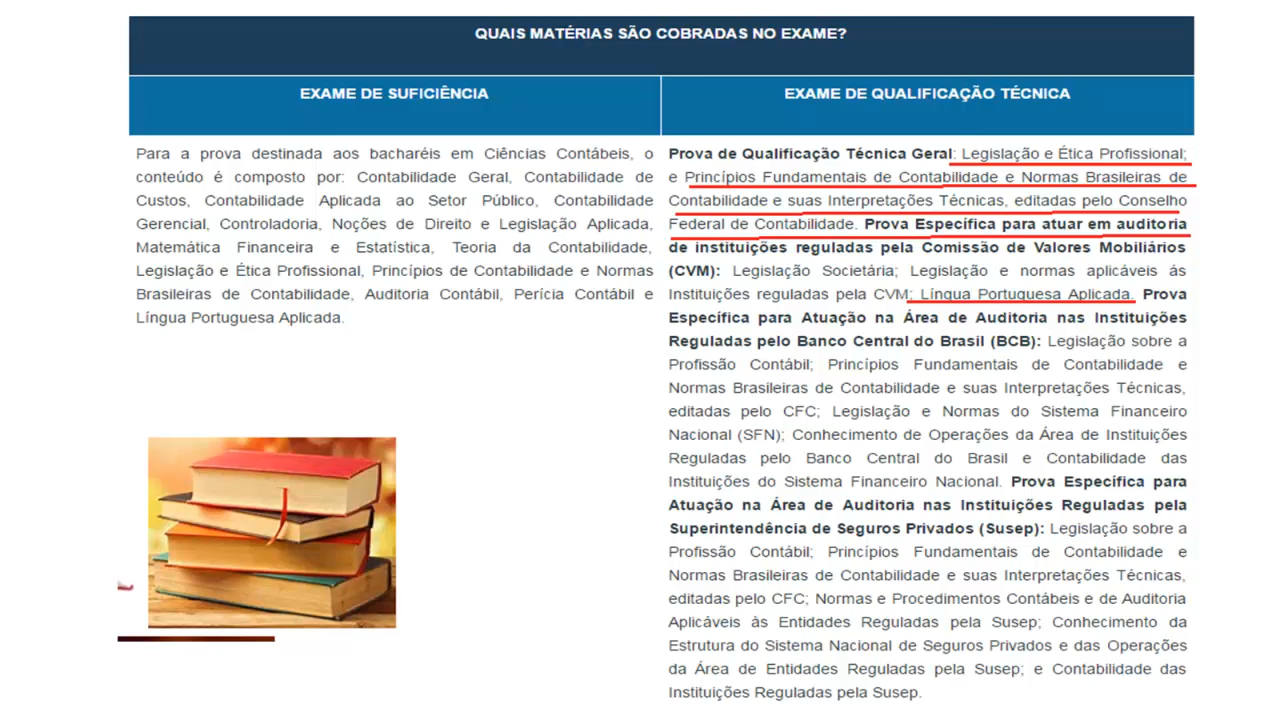 QUAIS MATÉRIAS SÃO COBRADAS NO EXAME?
EXAME DE SUFICIÊNCIA
Para a prova destinada aos bacharéis em Ciências Contábeis, o
conteúdo é composto por: Contabilidade Geral, Contabilidade de
Custos, Contabilidade Aplicada ao Setor Público, Contabilidade
Gerencial, Controladoria, Noções de Direito e Legislação Aplicada,
Matemática Financeira e Estatística, Teoria da Contabilidade,
Legislação e Ética Profissional, Princípios de Contabilidade e Normas
Brasileiras de Contabilidade, Auditoria Contábil, Perícia Contábil e
Língua Portuguesa Aplicada.
EXAME DE QUALIFICAÇÃO TÉCNICA
Prova de Qualificação Técnica Geral: Legislação e Ética Profissional;
e Princípios Fundamentais de Contabilidade e Normas Brasileiras de
Contabilidade e suas Interpretações Técnicas, editadas pelo Conselho
Federal de Contabilidade. Prova Específica para atuar em auditoria
de instituições reguladas pela Comissão de Valores Mobiliários
(CVM): Legislação Societária; Legislação e normas aplicáveis ás
Instituições reguladas pela CVM; Língua Portuguesa Aplicada. Prova
Específica para Atuação na Área de Auditoria nas Instituições
Reguladas pelo Banco Central do Brasil (BCB): Legislação sobre a
Profissão Contábil; Princípios Fundamentais de Contabilidade e
Normas Brasileiras de Contabilidade e suas Interpretações Técnicas,
editadas pelo CFC; Legislação e Normas do Sistema Financeiro
Nacional (SFN); Conhecimento de Operações da Área de Instituições
Reguladas pelo Banco Central do Brasil e Contabilidade das
Instituições do Sistema Financeiro Nacional. Prova Específica para
Atuação na Área de Auditoria nas Instituições Reguladas pela
Superintendência de Seguros Privados (Susep): Legislação sobre a
Profissão Contábil; Princípios Fundamentais de Contabilidade e
Normas Brasileiras de Contabilidade e suas Interpretações Técnicas,
editadas pelo CFC; Normas e Procedimentos Contábeis e de Auditoria
Aplicáveis às Entidades Reguladas pela Susep; Conhecimento da
Estrutura do Sistema Nacional de Seguros Privados e das Operações
da Área de Entidades Reguladas pela Susep; e Contabilidade das
Instituições Reguladas pela Susep.